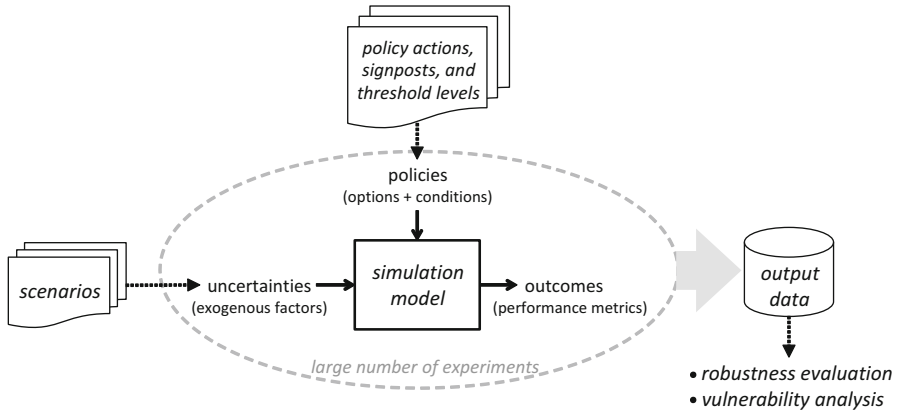 policy actions,
signposts, and
threshold levels
policies
(options + conditions)
scenarios
uncertainties
(exogenous factors)
simulation
model
outcomes
(performance metrics)
output
data
large number of experiments
• robustness evaluation
• vulnerability analysis